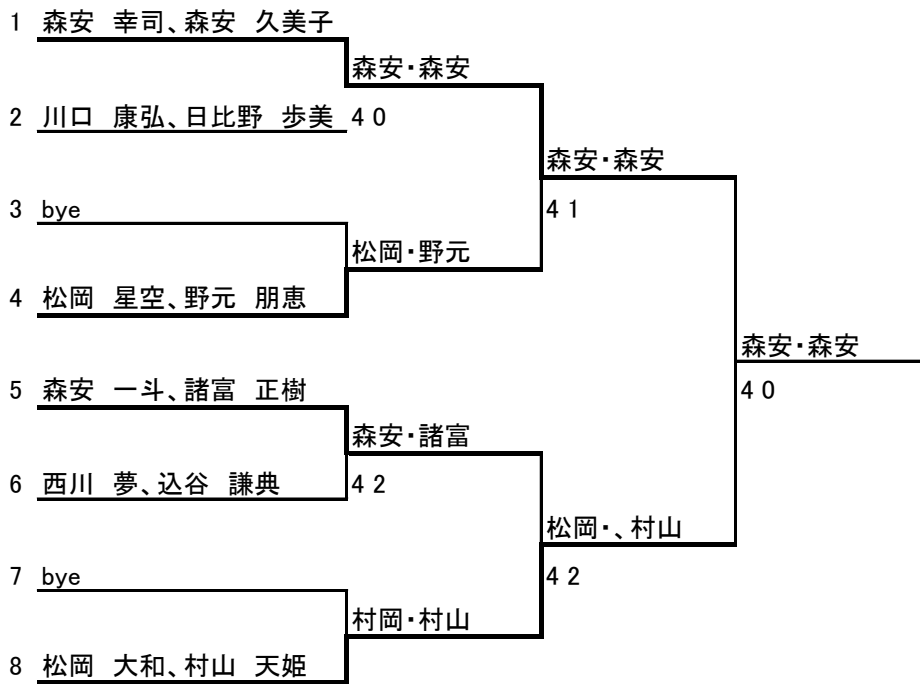 1 森安 幸司、森安 久美子
森安・森安
2 川口 康弘、日比野 歩美
4 0
森安・森安
3 bye
4 1
松岡・野元
4 松岡 星空、野元 朋恵
森安・森安
5 森安 一斗、諸富 正樹
4 0
森安・諸富
6 西川 夢、込谷 謙典
4 2
松岡・、村山
7 bye
4 2
村岡・村山
8 松岡 大和、村山 天姫